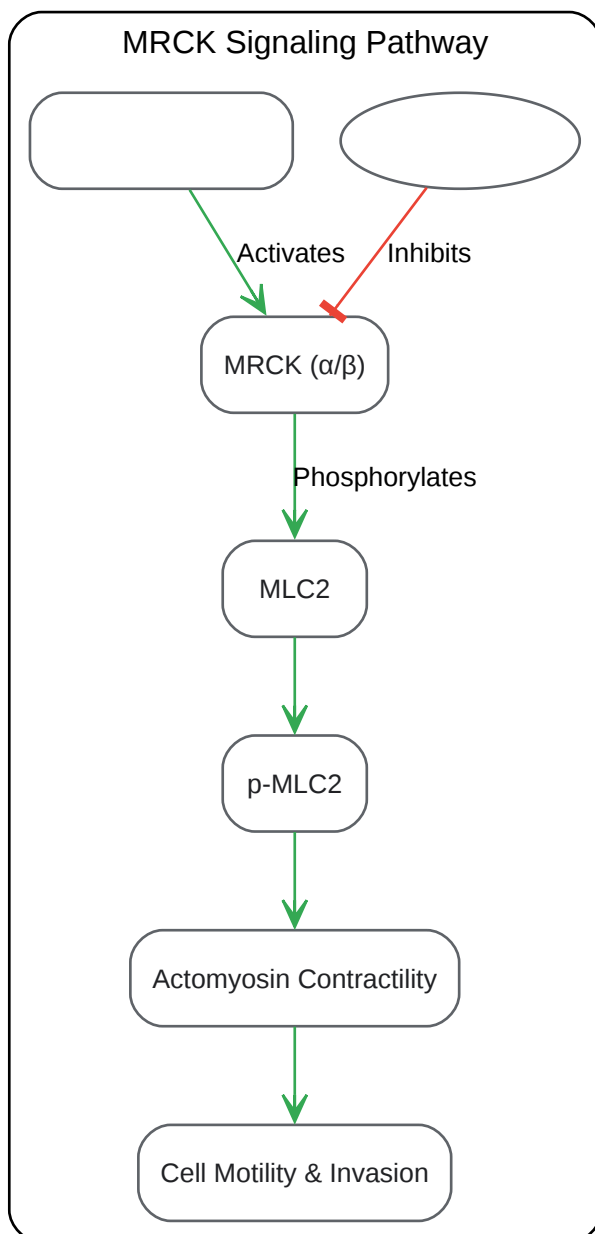 MRCK Signaling Pathway
Activates
Inhibits
MRCK (α/β)
Phosphorylates
MLC2
p-MLC2
Actomyosin Contractility
Cell Motility & Invasion